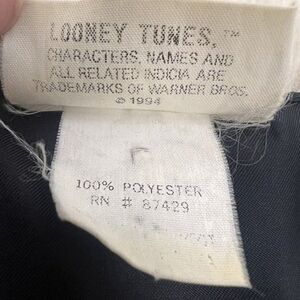 LOONEY TUNES,™
CHARACTERS, NAMES AND
ALL RELATED INDICIA ARE
TRADEMARKS OF WARNER BROS.
© 1994
100% POLYESTER
RN # 87429